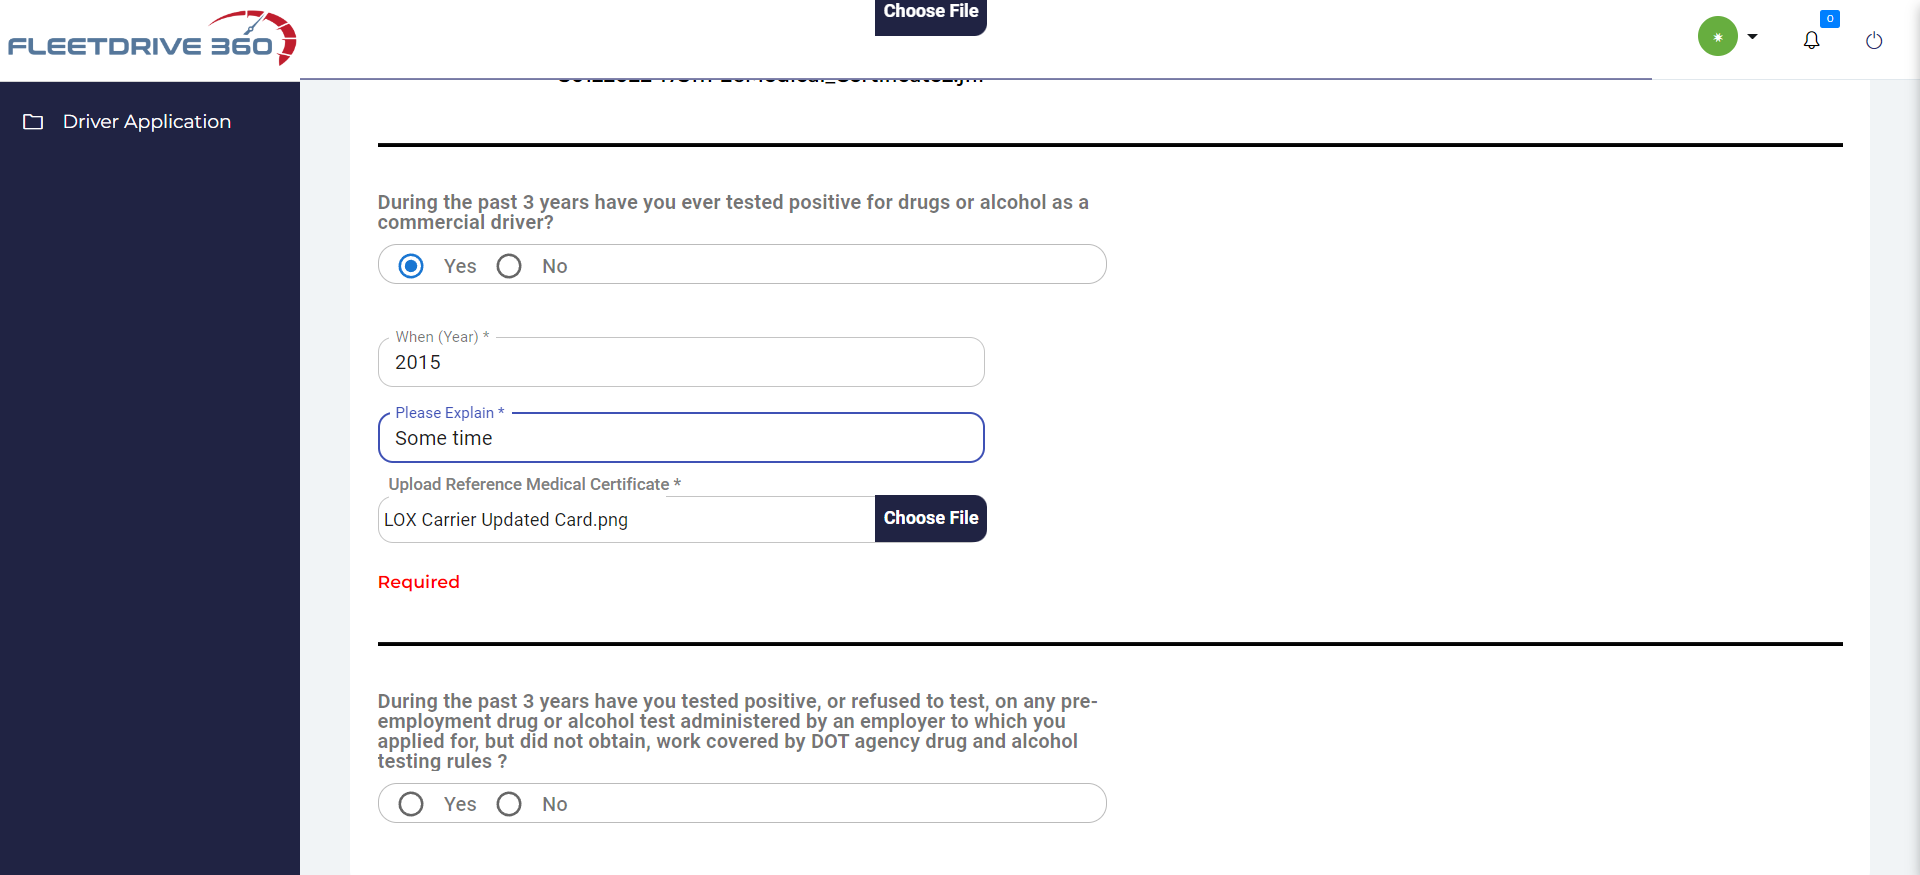 Choose File
FLEETDRIVE 360
0
Driver Application
During the past 3 years have you ever tested positive for drugs or alcohol as a
commercial driver?
Yes No
When (Year) *
2015
Please Explain *
Some time
Upload Reference Medical Certificate *
LOX Carrier Updated Card.png
Choose File
Required
During the past 3 years have you tested positive, or refused to test, on any pre-
employment drug or alcohol test administered by an employer to which you
applied for, but did not obtain, work covered by DOT agency drug and alcohol
testing rules ?
Yes No